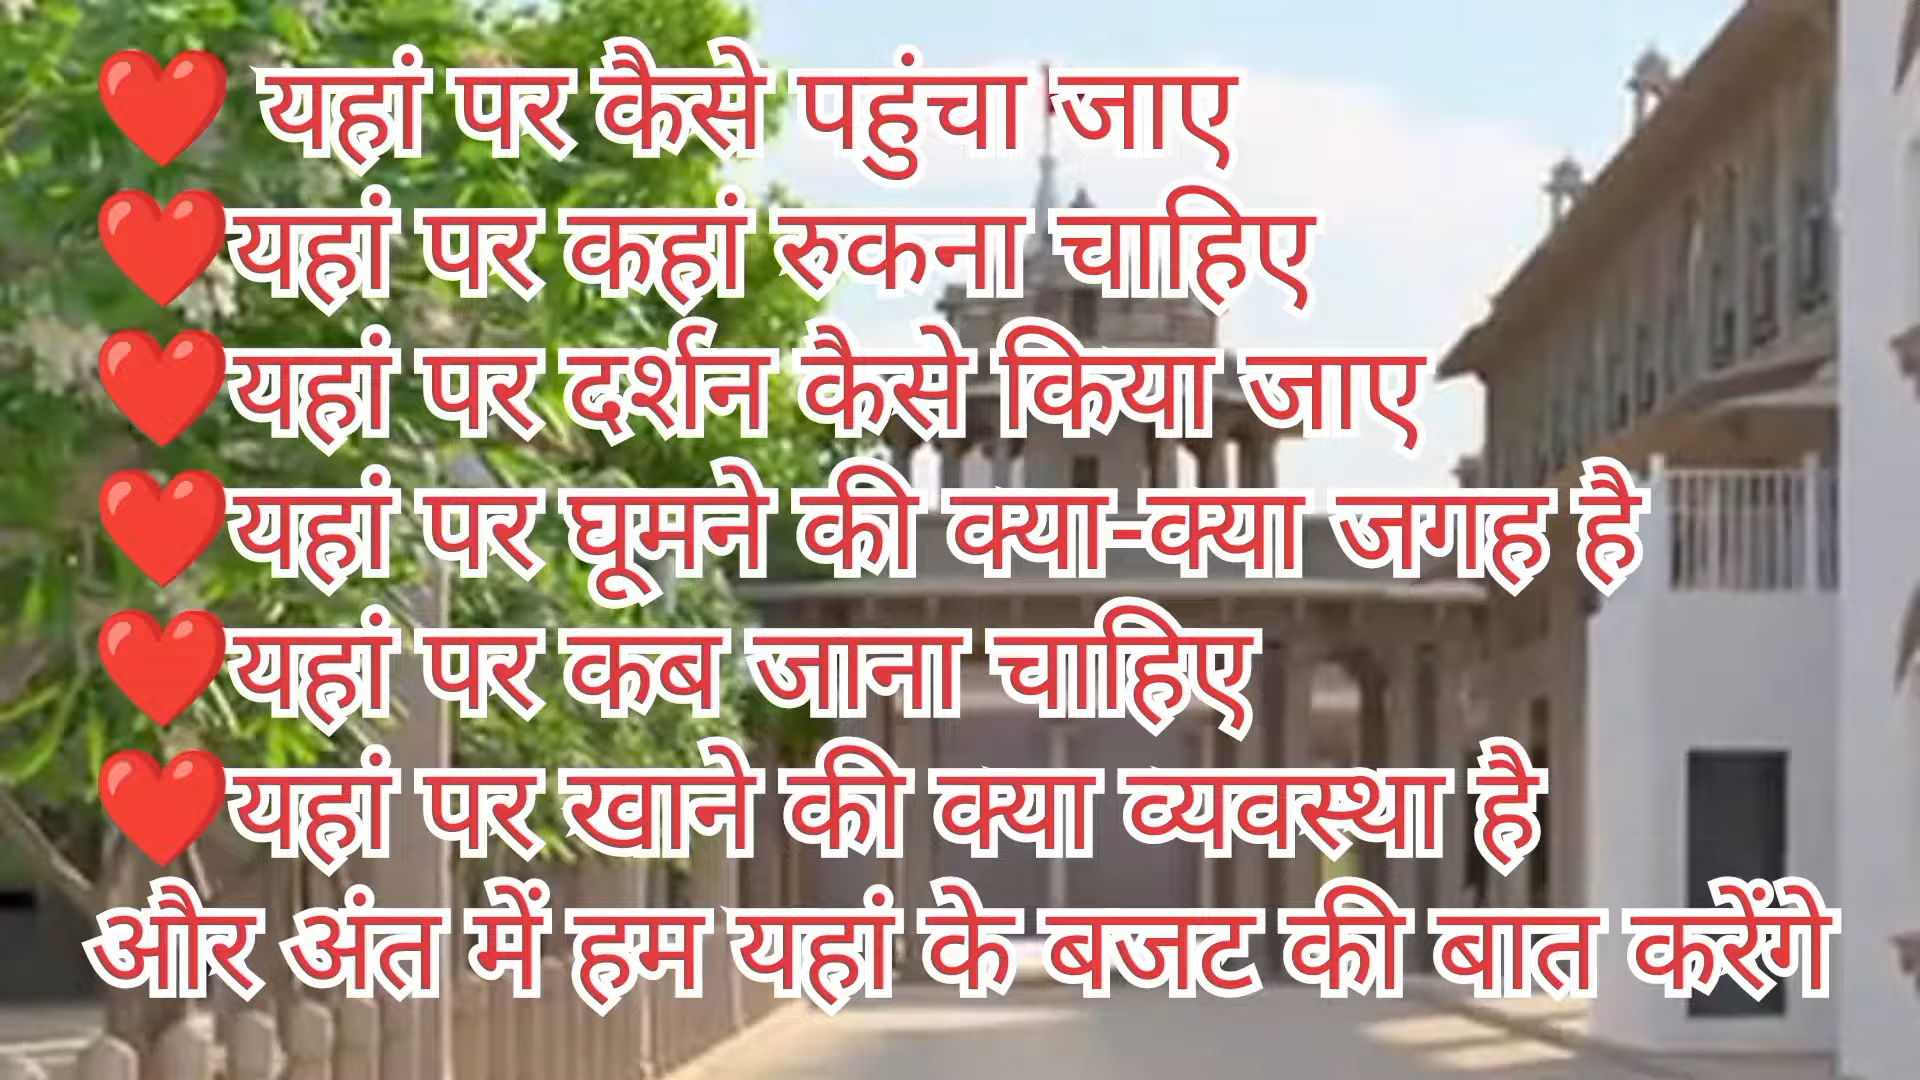 ❤️ यहां पर कैसे पहुंचा जाए
❤️यहां पर कहां रुकना चाहिए
❤️यहां पर दर्शन कैसे किया जाए
❤️यहां पर घूमने की क्या-क्या जगह है
❤️यहां पर कब जाना चाहिए
❤️यहां पर खाने की क्या व्यवस्था है
और अंत में हम यहां के बजट की बात करेंगे